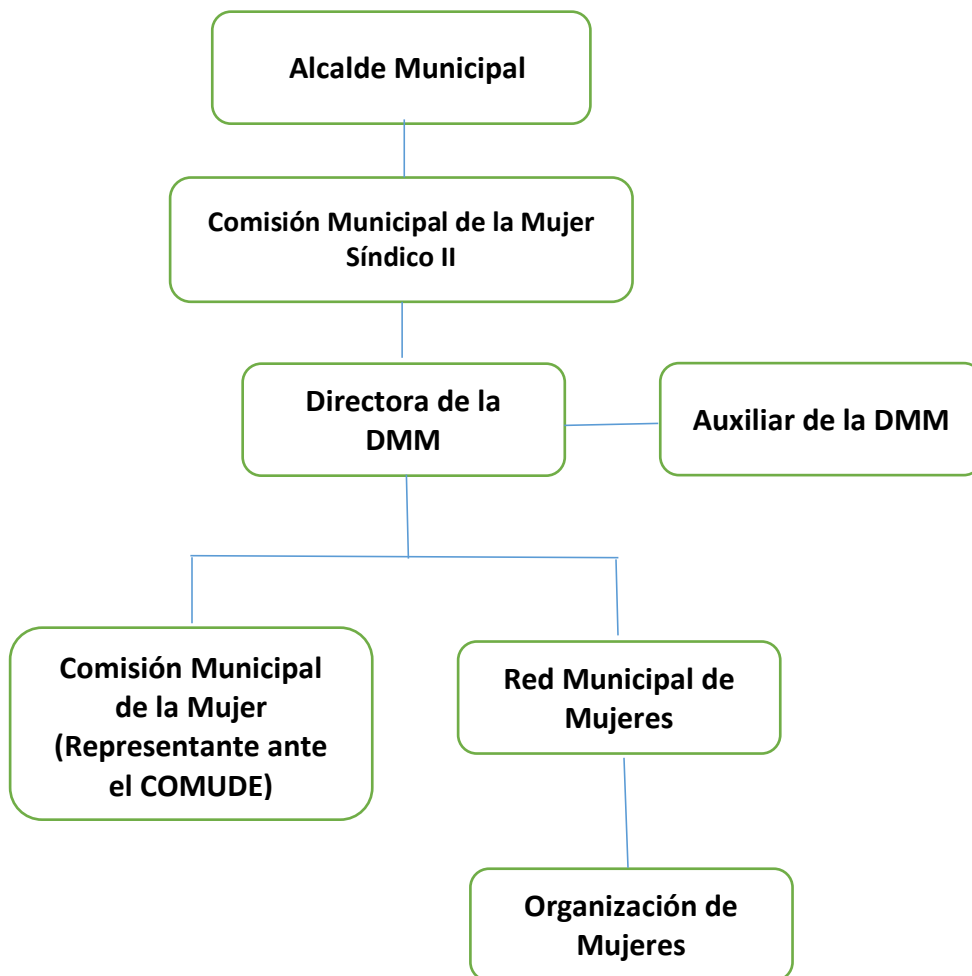 Alcalde Municipal
Comisión Municipal de la Mujer
Síndico II
Directora de la
DMM
Auxiliar de la DMM
Comisión Municipal
de la Mujer
(Representante ante
el COMUDE)
Red Municipal de
Mujeres
Organización de
Mujeres